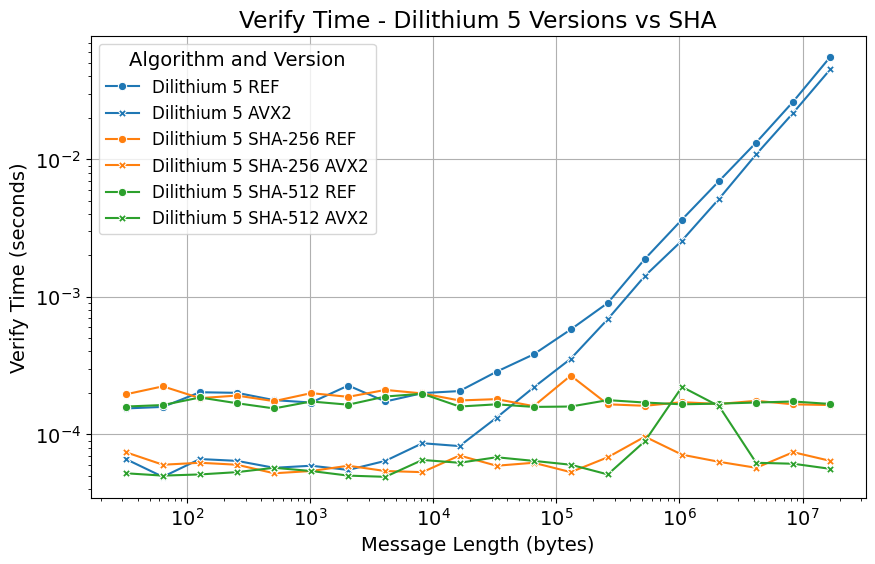 Verify Time - Dilithium 5 Versions vs SHA
Algorithm and Version
Dilithium 5 REF
Dilithium 5 AVX2
Dilithium 5 SHA-256 REF
Dilithium 5 SHA-256 AVX2
Dilithium 5 SHA-512 REF
Dilithium 5 SHA-512 AVX2
Verify Time (seconds)
10⁻²
10⁻³
10⁻⁴
10² 10³ 10⁴ 10⁵ 10⁶ 10⁷
Message Length (bytes)